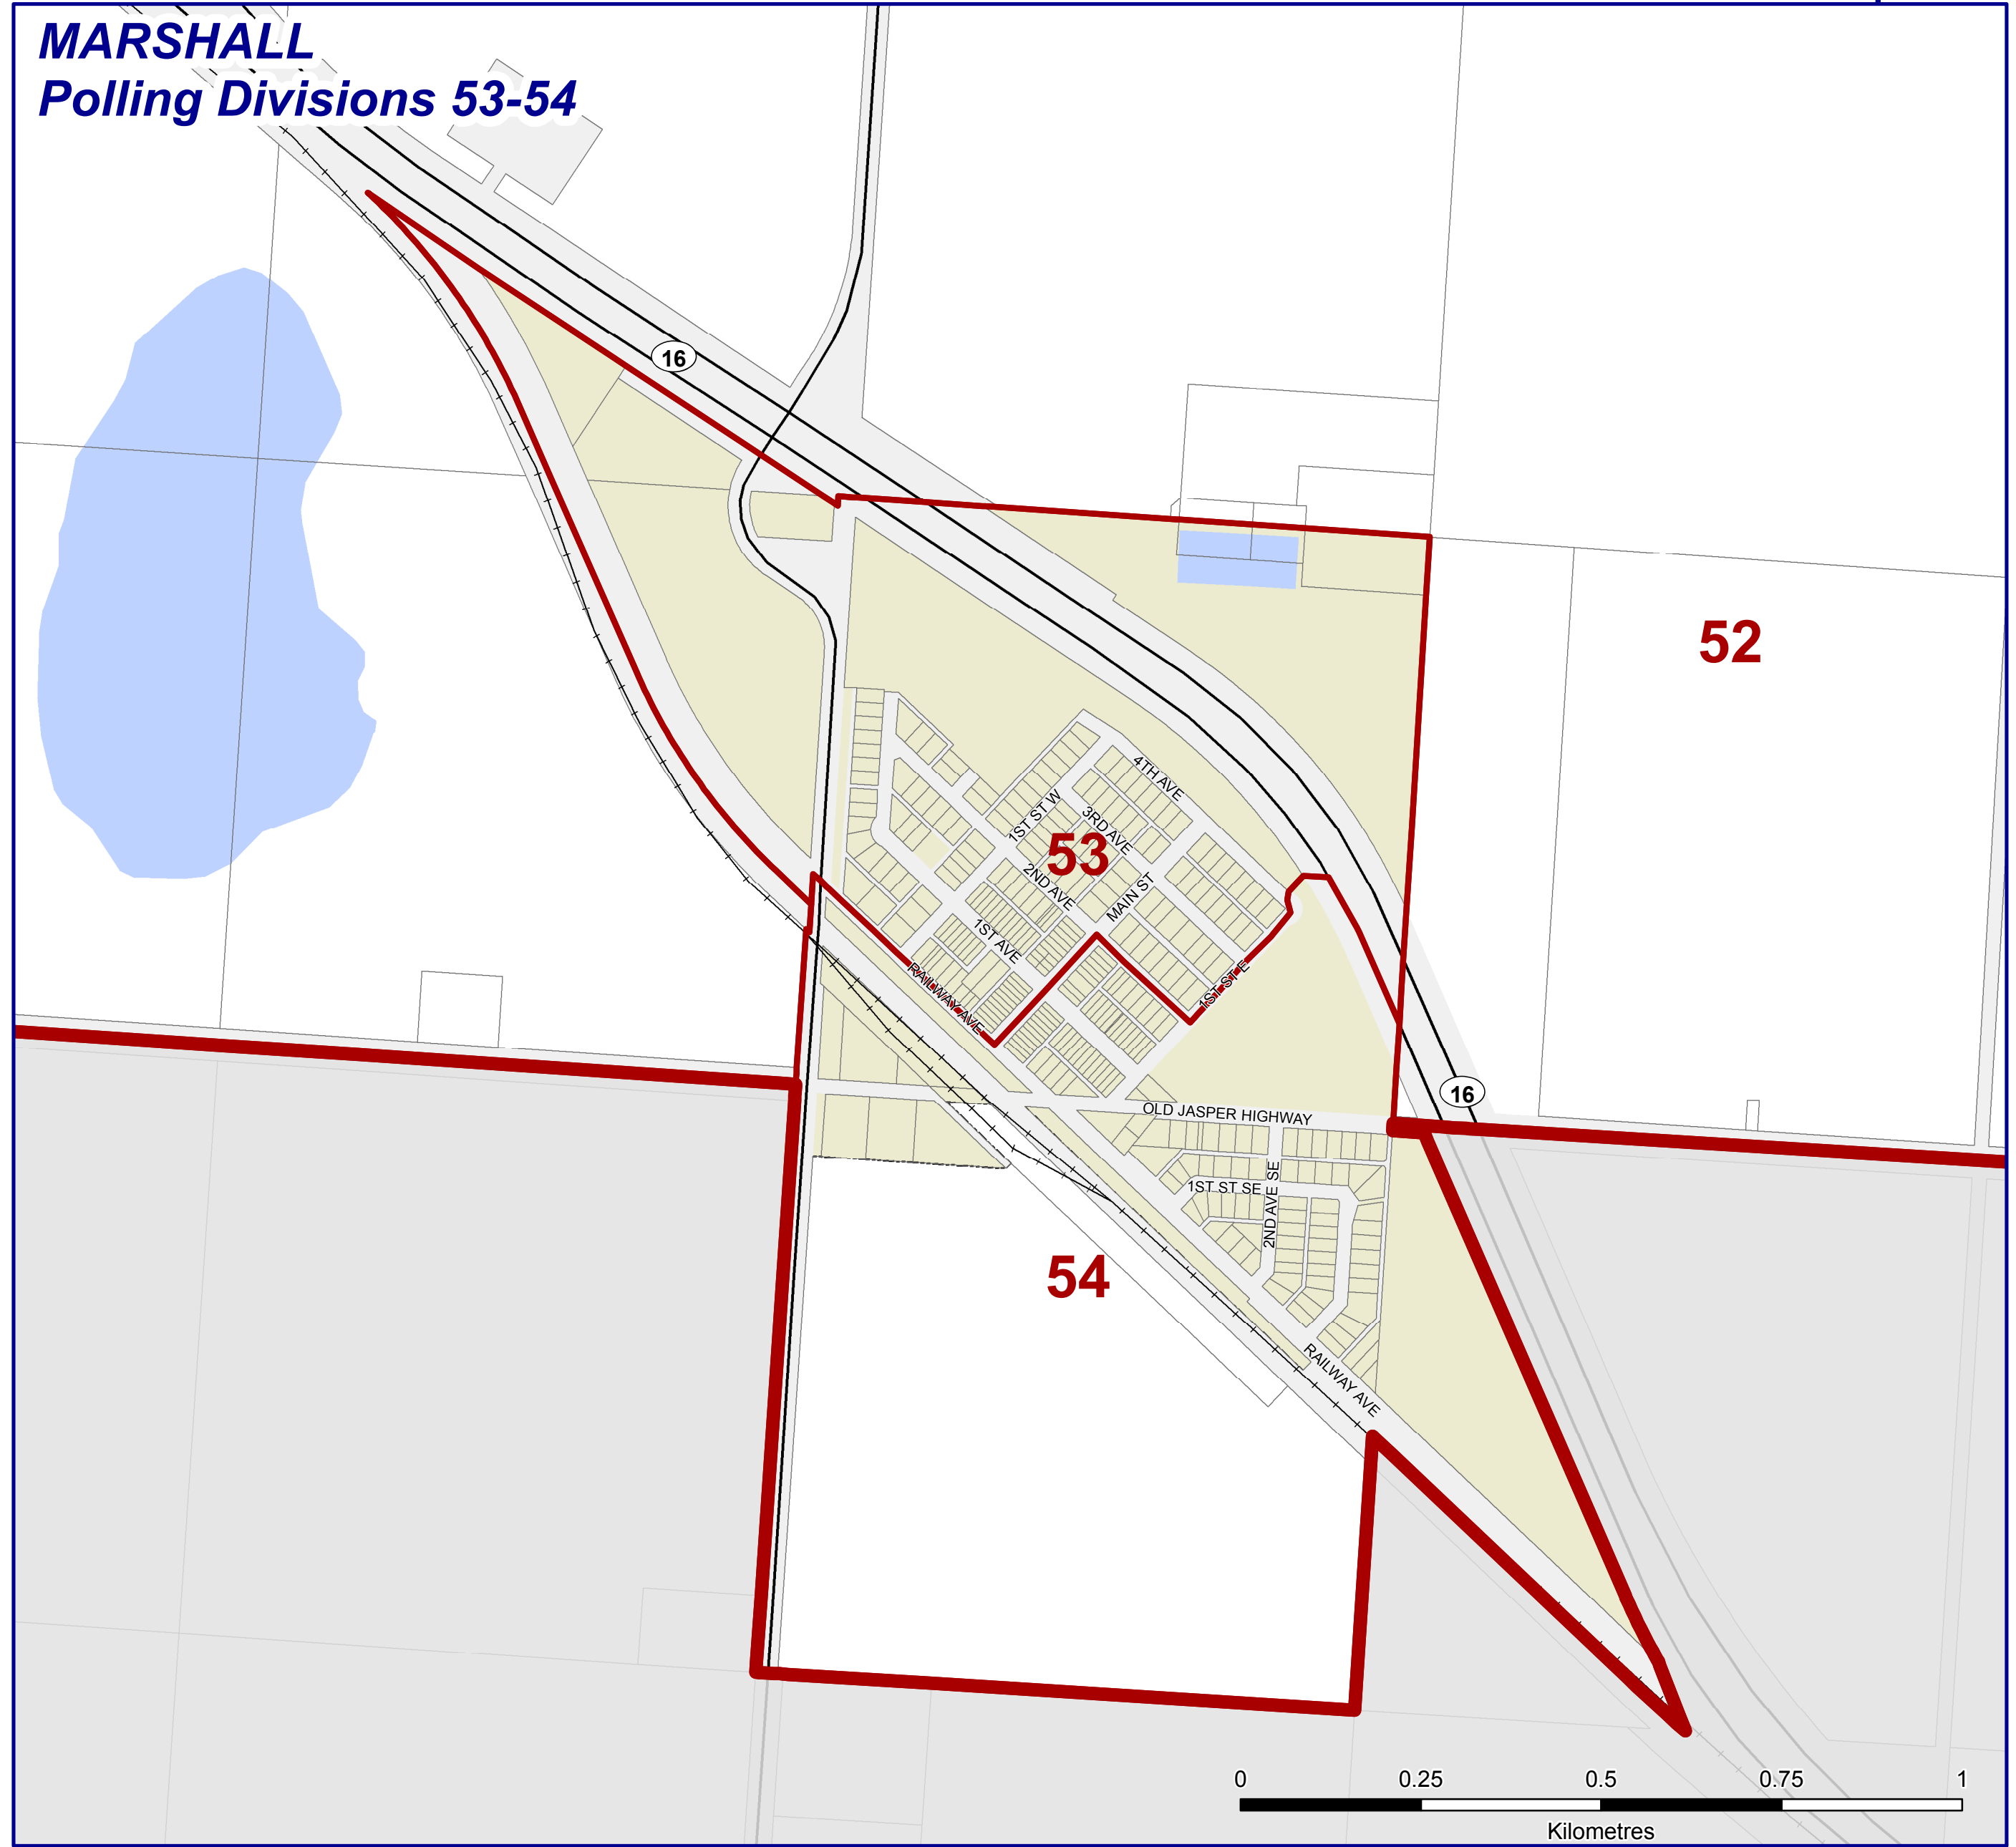 MARSHALL
Polling Divisions 53-54
16
52
4TH AVE
1ST ST W
3RD AVE
53
2ND AVE
MAIN ST
1ST AVE
RAILWAY AVE
1ST ST E
16
OLD JASPER HIGHWAY
1ST ST SE
2ND AVE SE
54
RAILWAY AVE
0 0.25 0.5 0.75 1
Kilometres